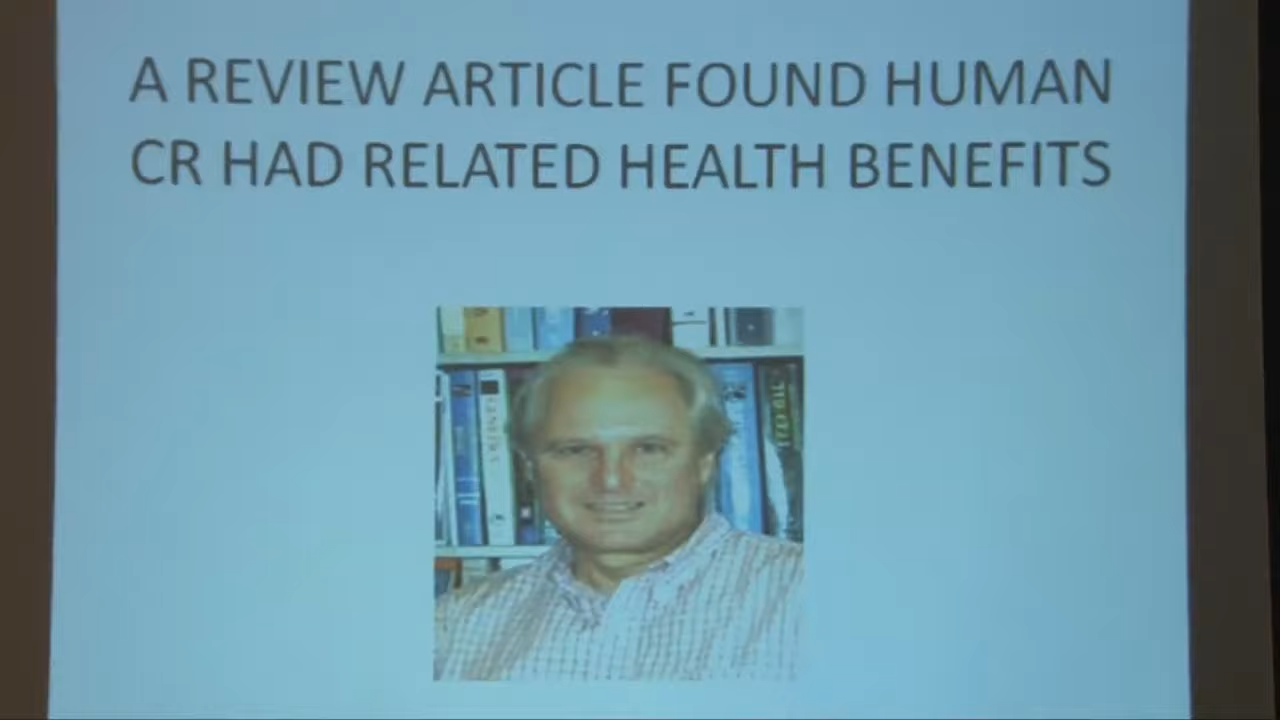 A REVIEW ARTICLE FOUND HUMAN
CR HAD RELATED HEALTH BENEFITS